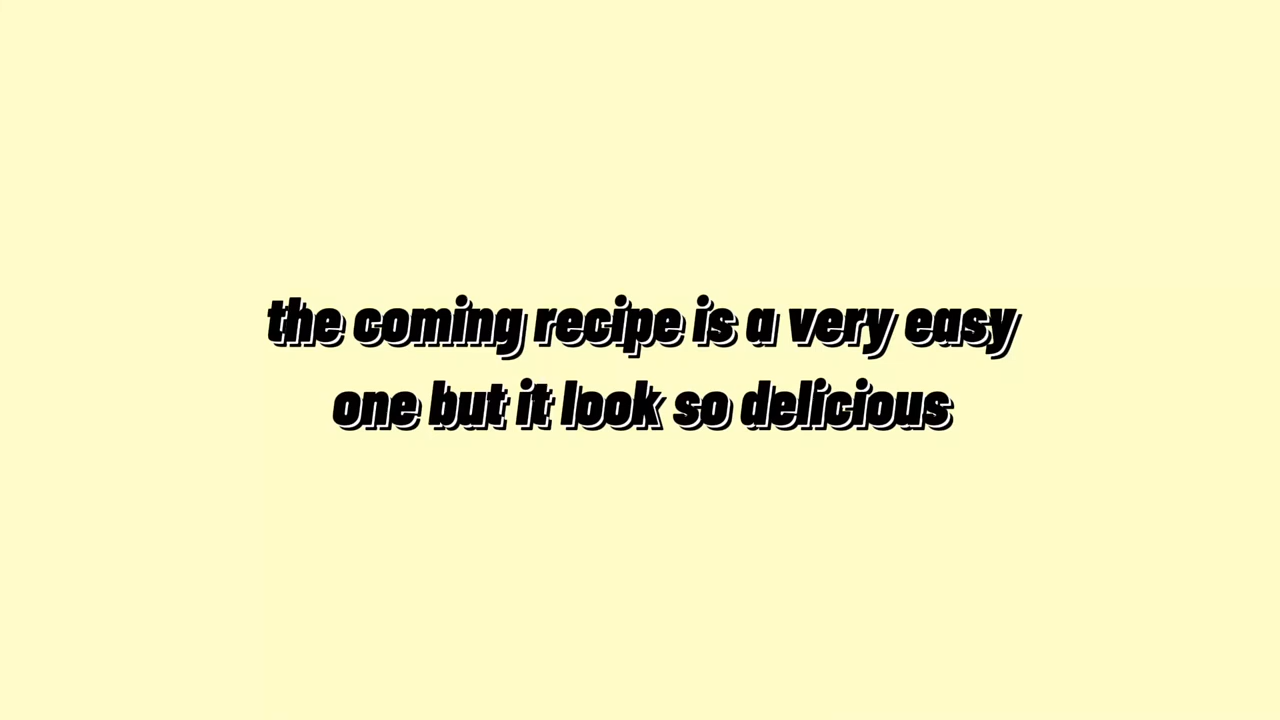 the coming recipe is a very easy
one but it look so delicious